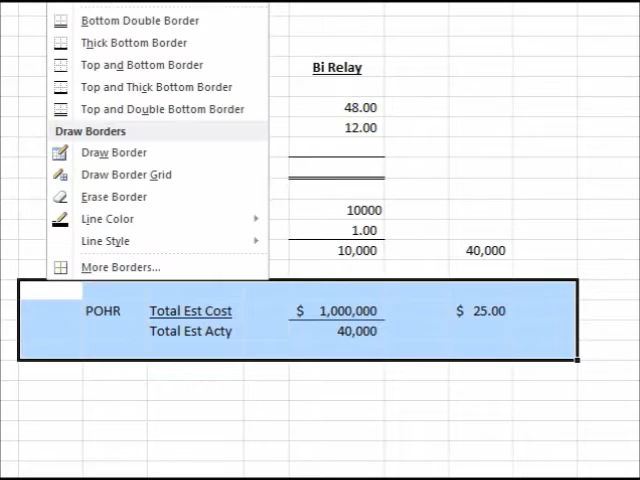 Bottom Double Border
Thick Bottom Border
Top and Bottom Border
Top and Thick Bottom Border
Top and Double Bottom Border
Draw Borders
Draw Border
Draw Border Grid
Erase Border
Line Color
Line Style
More Borders...
Bi Relay
48.00
12.00
10000
1.00
10,000 40,000
POHR Total Est Cost $ 1,000,000 $ 25.00
Total Est Acty 40,000